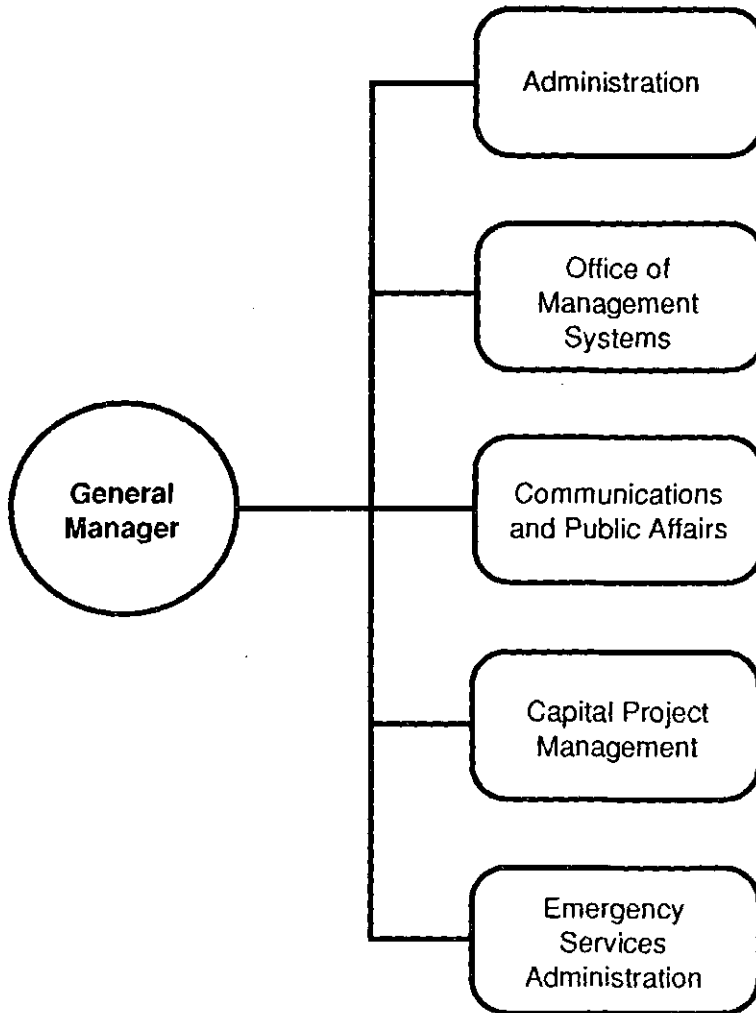 Administration
Office of
Management
Systems
General
Manager
Communications
and Public Affairs
Capital Project
Management
Emergency
Services
Administration